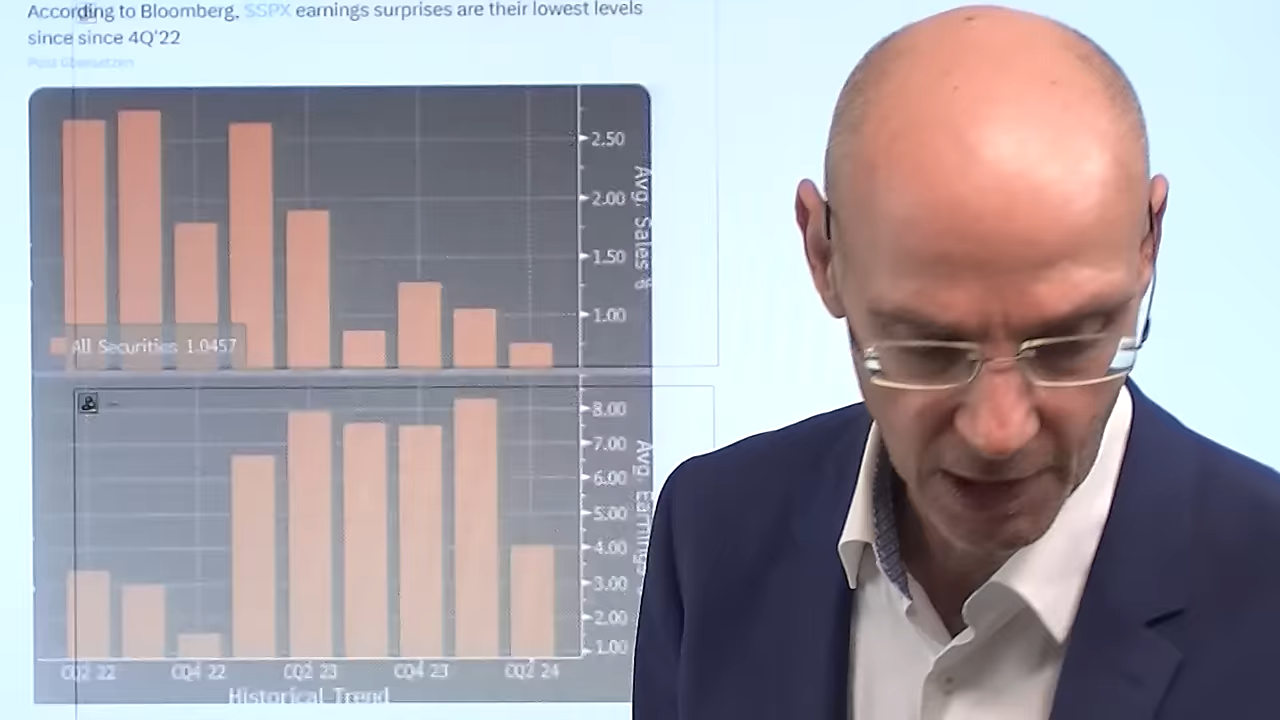 According to Bloomberg, $SPX earnings surprises are their lowest levels
since since 4Q'22
Post übersetzen
2.50
2.00
1.50
1.00
Avg. Sales
All Securities 1.0457
8.00
7.00
6.00
5.00
4.00
3.00
2.00
1.00
Avg. Earnings
CQ2 22
CQ4 22
CQ2 23
CQ4 23
CQ2 24
Historical Trend